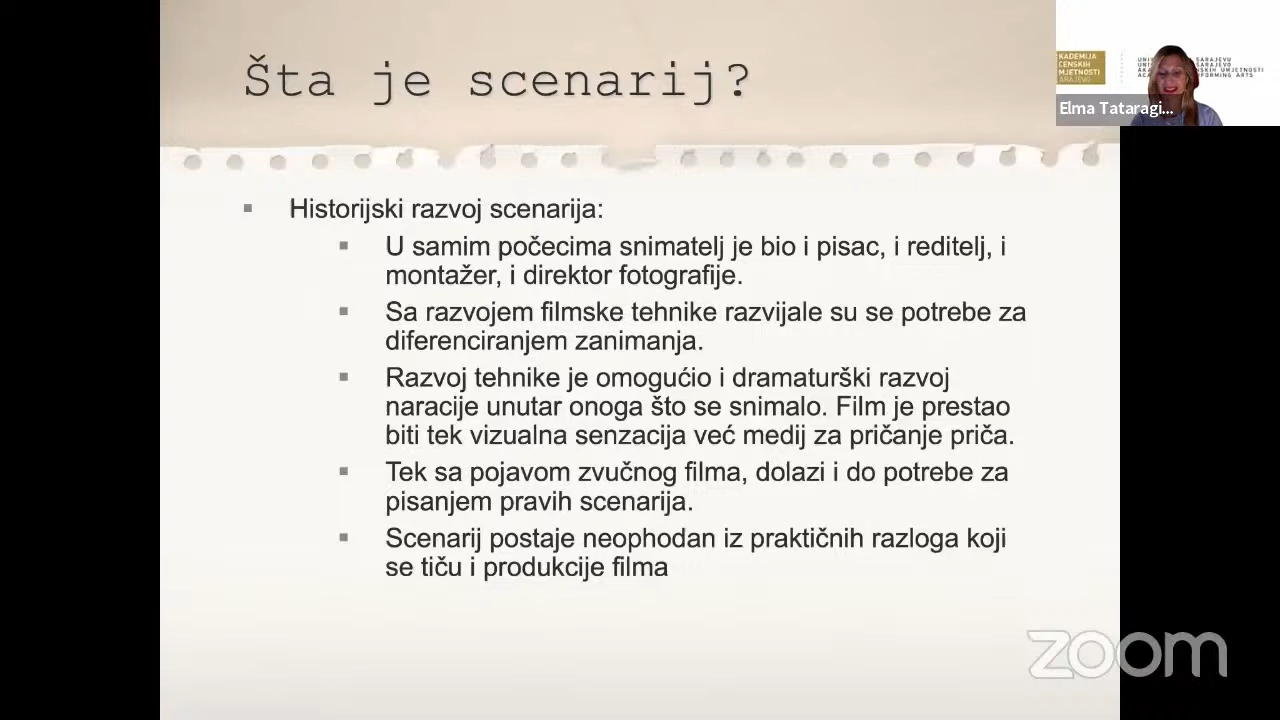 Šta je scenarij?
Historijski razvoj scenarija:
U samim počecima snimatelj je bio i pisac, i reditelj, i
montažer, i direktor fotografije.
Sa razvojem filmske tehnike razvijale su se potrebe za
diferenciranjem zanimanja.
Razvoj tehnike je omogućio i dramaturški razvoj
naracije unutar onoga što se snimalo. Film je prestao
biti tek vizualna senzacija već medij za pričanje priča.
Tek sa pojavom zvučnog filma, dolazi i do potrebe za
pisanjem pravih scenarija.
Scenarij postaje neophodan iz praktičnih razloga koji
se tiču i produkcije filma
Elma Tataragi...
zoom